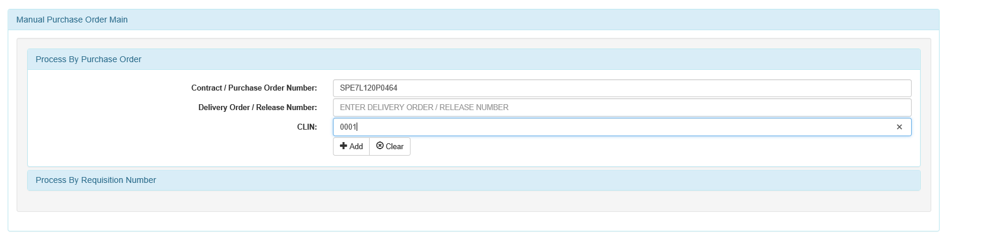 Manual Purchase Order Main
Process By Purchase Order
Contract / Purchase Order Number: SPE7L120P0464
Delivery Order / Release Number: ENTER DELIVERY ORDER / RELEASE NUMBER
CLIN: 0001
Add Clear
Process By Requisition Number